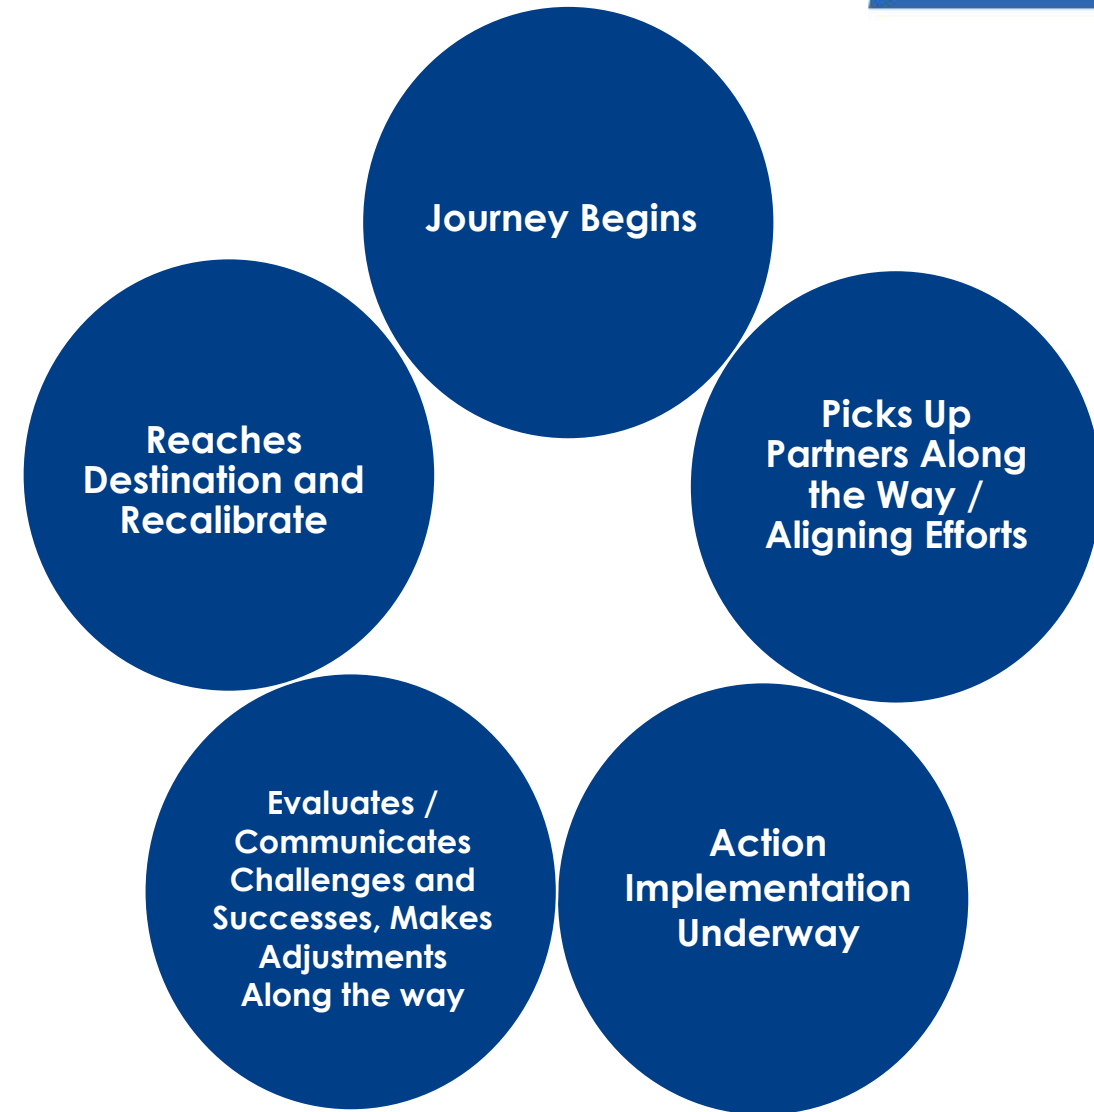 Journey Begins
Picks Up
Partners Along
the Way /
Aligning Efforts
Action
Implementation
Underway
Evaluates /
Communicates
Challenges and
Successes, Makes
Adjustments
Along the way
Reaches
Destination and
Recalibrate